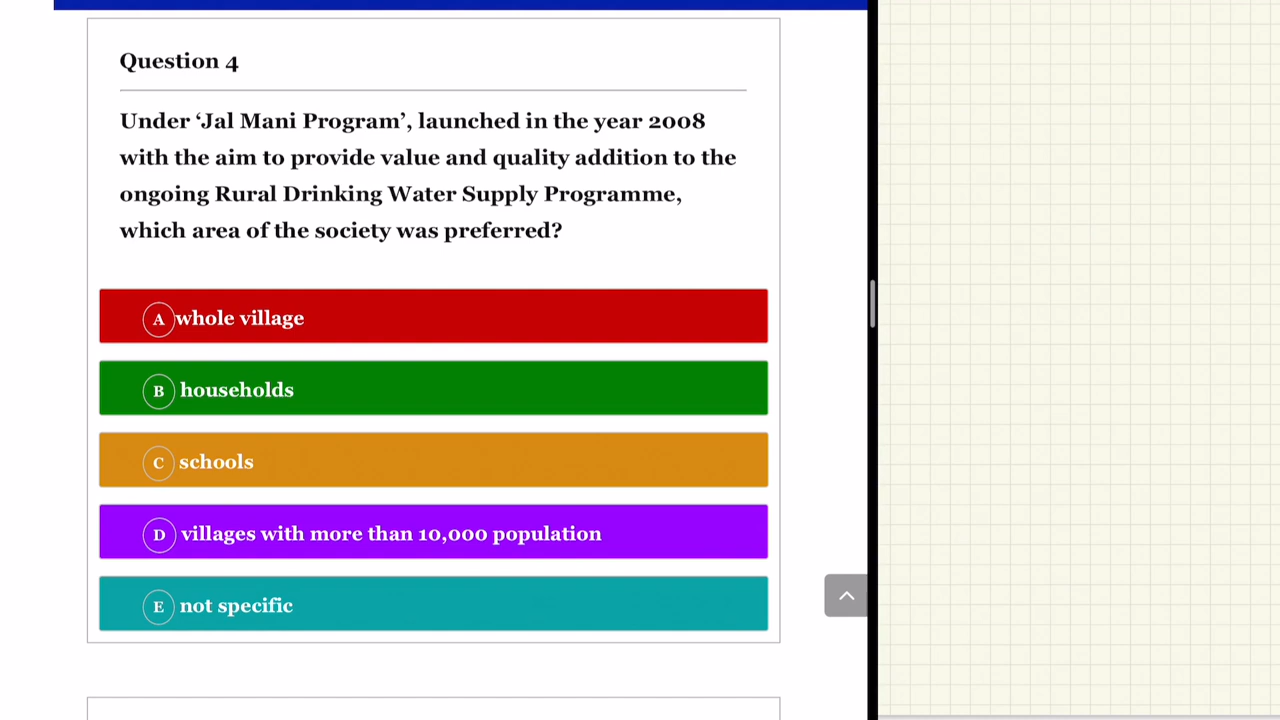 Question 4
Under ‘Jal Mani Program’, launched in the year 2008
with the aim to provide value and quality addition to the
ongoing Rural Drinking Water Supply Programme,
which area of the society was preferred?
A whole village
B households
C schools
D villages with more than 10,000 population
E not specific